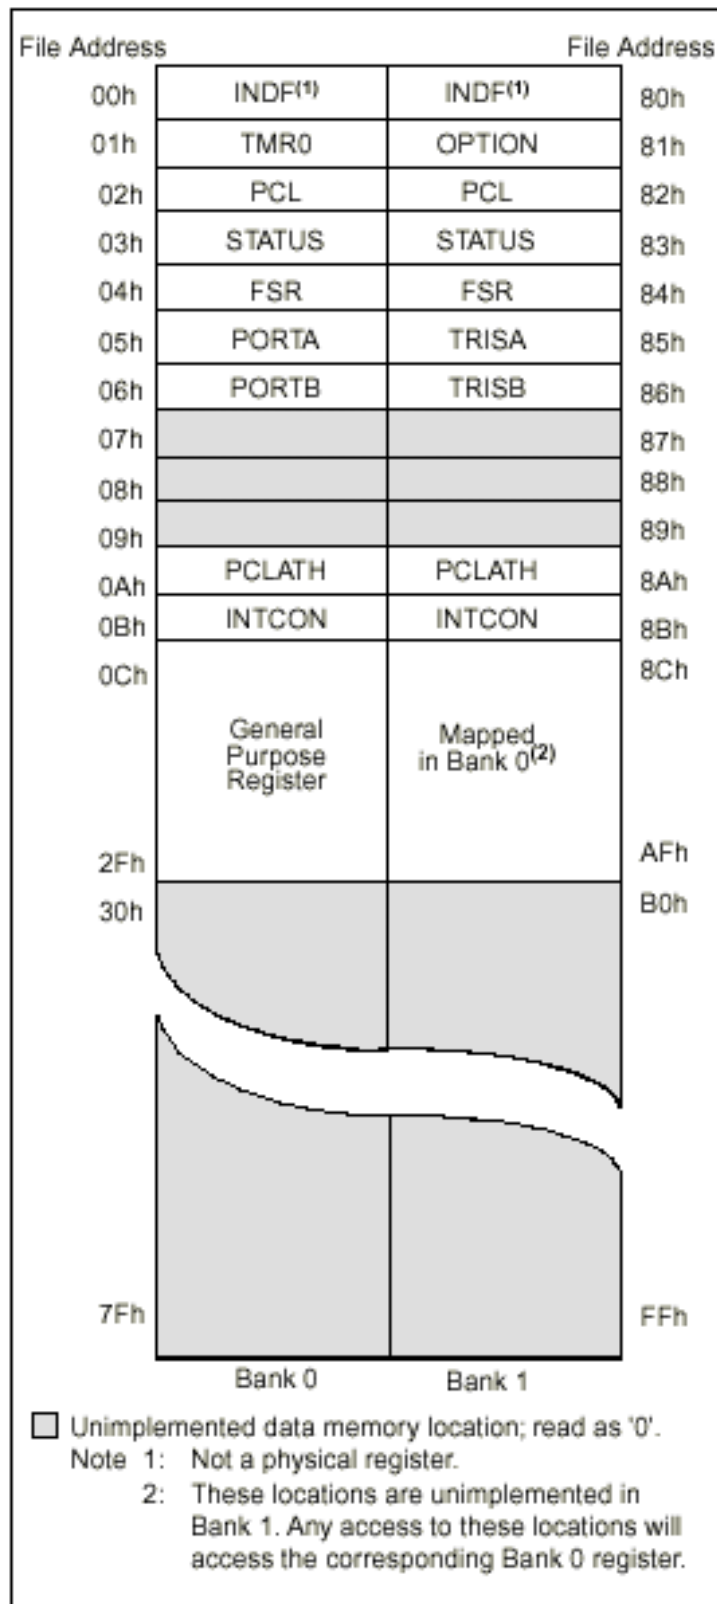 File Address File Address
00h INDF(1) INDF(1) 80h
01h TMR0 OPTION 81h
02h PCL PCL 82h
03h STATUS STATUS 83h
04h FSR FSR 84h
05h PORTA TRISA 85h
06h PORTB TRISB 86h
07h 87h
08h 88h
09h 89h
0Ah PCLATH PCLATH 8Ah
0Bh INTCON INTCON 8Bh
0Ch 8Ch
General
Purpose
Register
Mapped
in Bank 0(2)
2Fh AFh
30h B0h
7Fh FFh
Bank 0 Bank 1
Unimplemented data memory location; read as '0'.
Note 1: Not a physical register.
2: These locations are unimplemented in
Bank 1. Any access to these locations will
access the corresponding Bank 0 register.